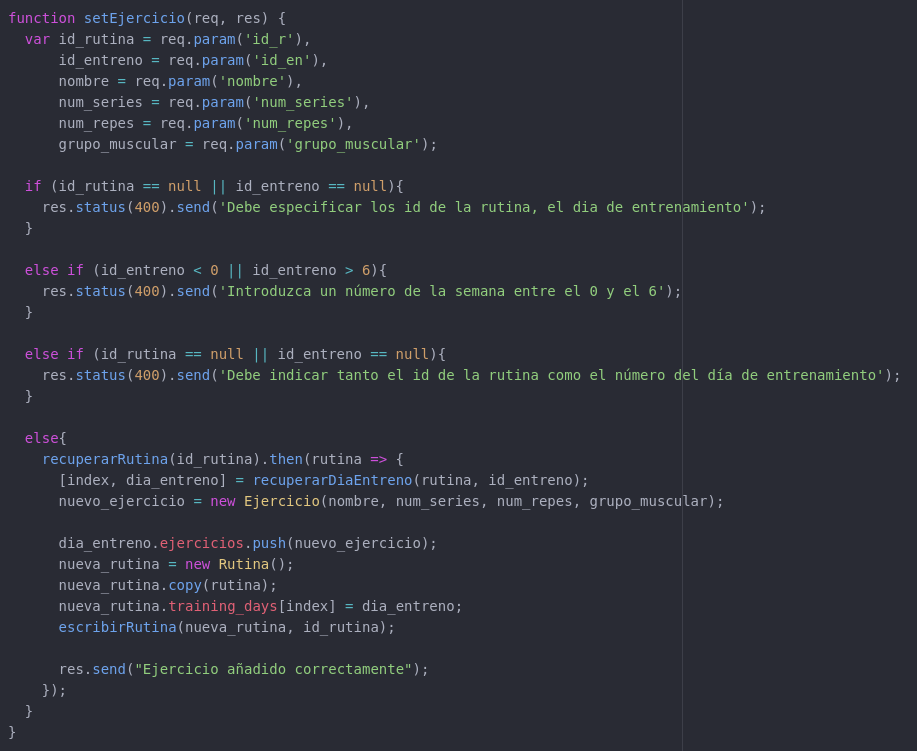 function setEjercicio(req, res) {
  var id_rutina = req.param('id_r'),
      id_entreno = req.param('id_en'),
      nombre = req.param('nombre'),
      num_series = req.param('num_series'),
      num_repes = req.param('num_repes'),
      grupo_muscular = req.param('grupo_muscular');

  if (id_rutina == null || id_entreno == null){
    res.status(400).send('Debe especificar los id de la rutina, el dia de entrenamiento');
  }

  else if (id_entreno < 0 || id_entreno > 6){
    res.status(400).send('Introduzca un número de la semana entre el 0 y el 6');
  }

  else if (id_rutina == null || id_entreno == null){
    res.status(400).send('Debe indicar tanto el id de la rutina como el número del día de entrenamiento');
  }

  else{
    recuperarRutina(id_rutina).then(rutina => {
      [index, dia_entreno] = recuperarDiaEntreno(rutina, id_entreno);
      nuevo_ejercicio = new Ejercicio(nombre, num_series, num_repes, grupo_muscular);

      dia_entreno.ejercicios.push(nuevo_ejercicio);
      nueva_rutina = new Rutina();
      nueva_rutina.copy(rutina);
      nueva_rutina.training_days[index] = dia_entreno;
      escribirRutina(nueva_rutina, id_rutina);

      res.send("Ejercicio añadido correctamente");
    });
  }
}